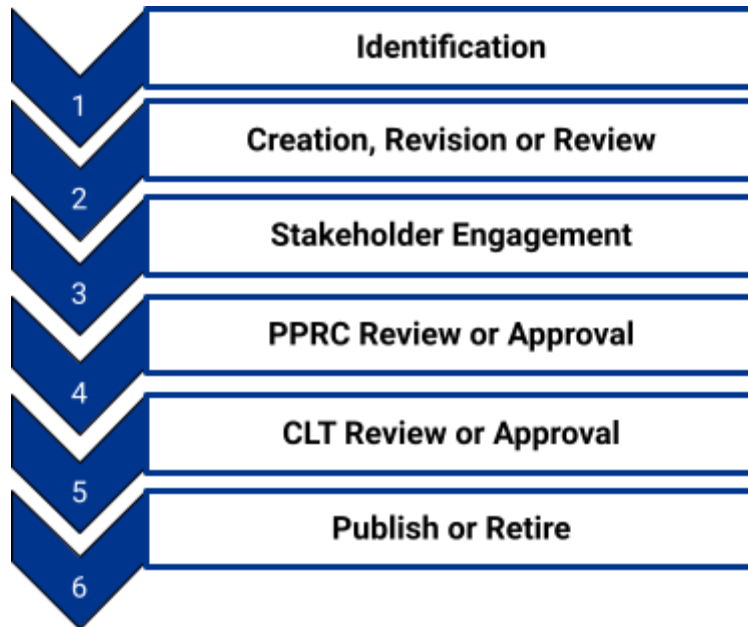 Identification
1
Creation, Revision or Review
2
Stakeholder Engagement
3
PPRC Review or Approval
4
CLT Review or Approval
5
Publish or Retire
6